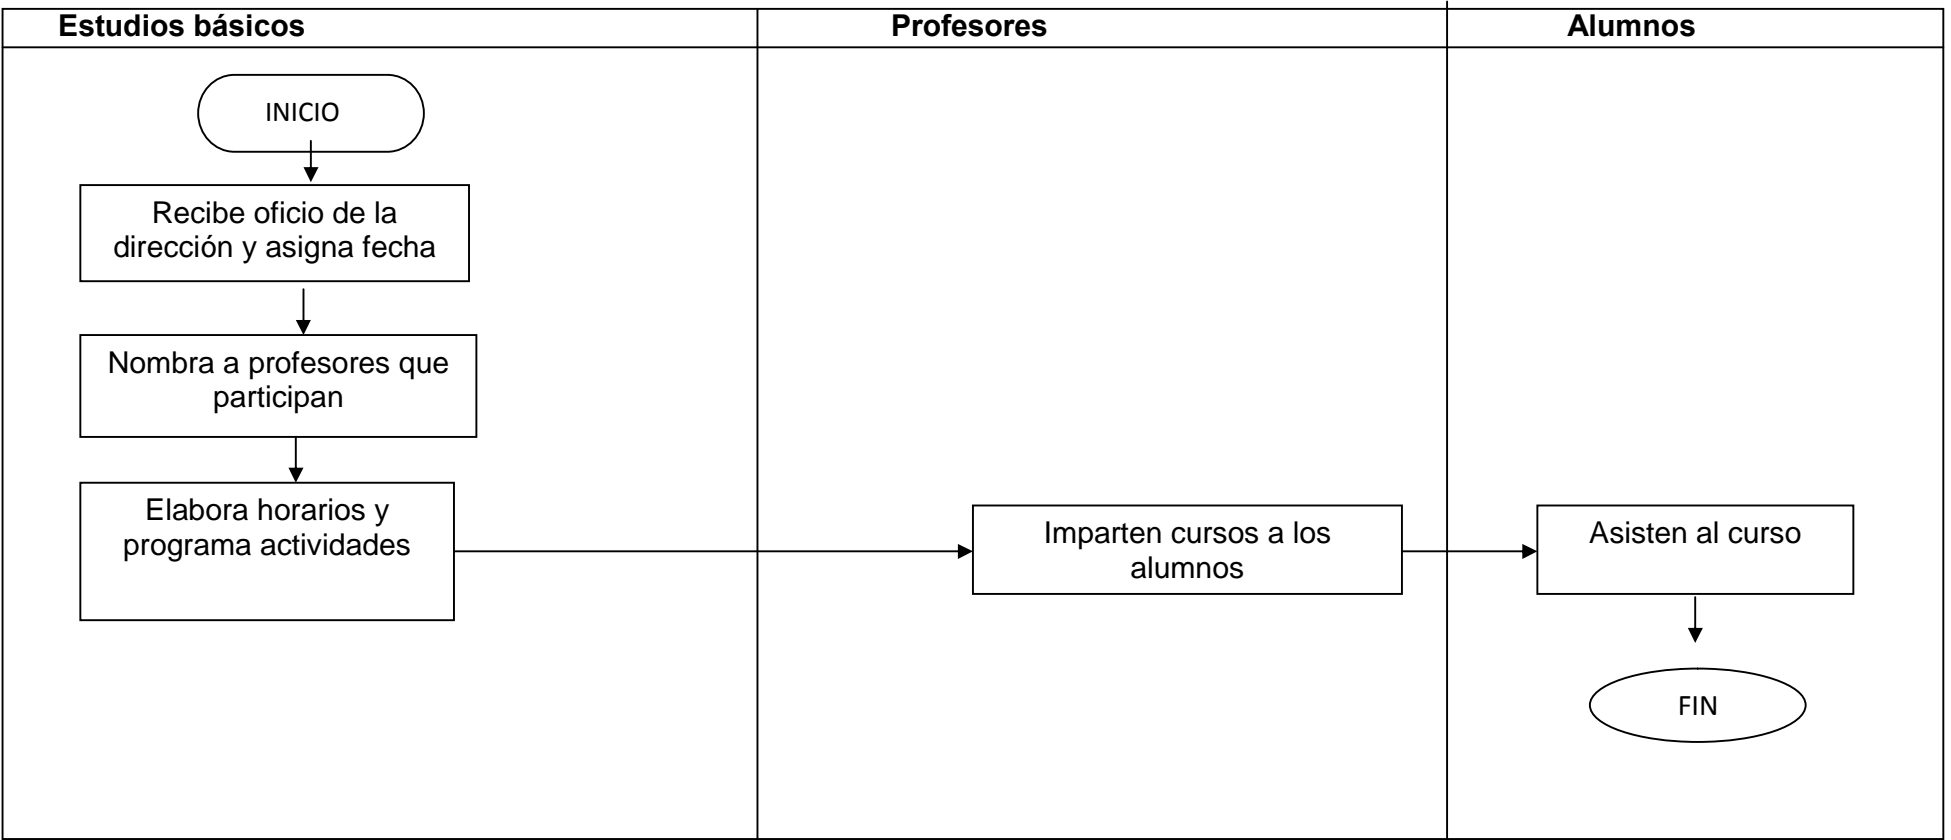 Estudios básicos
Profesores
Alumnos
INICIO
Recibe oficio de la
dirección y asigna fecha
Nombra a profesores que
participan
Elabora horarios y
programa actividades
Imparten cursos a los
alumnos
Asisten al curso
FIN